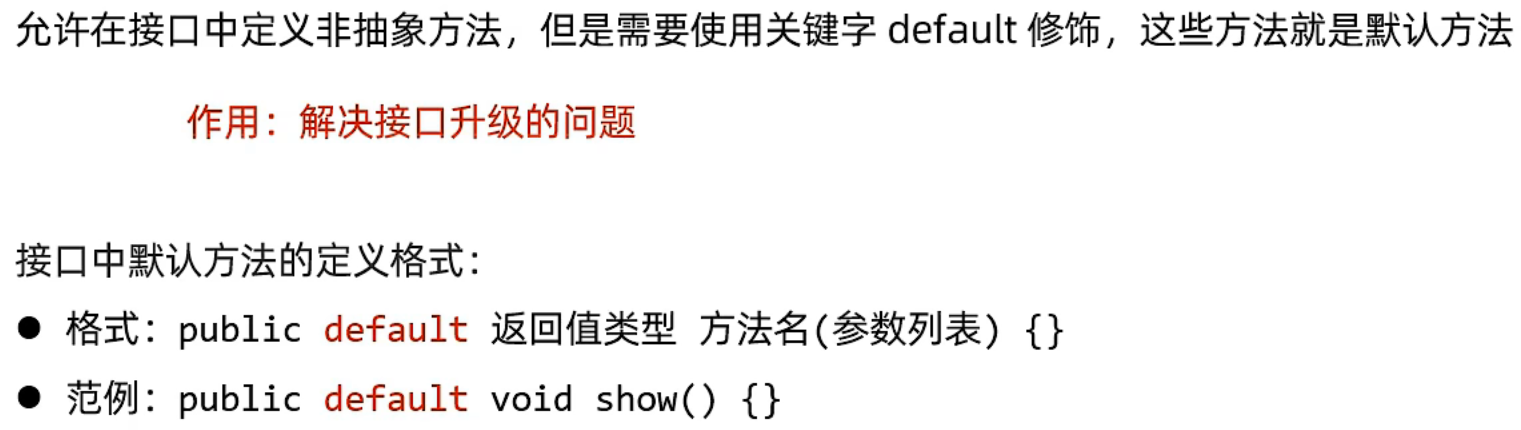 允许在接口中定义非抽象方法，但是需要使用关键字 default 修饰，这些方法就是默认方法
作用：解决接口升级的问题
接口中默认方法的定义格式：
● 格式：public default 返回值类型 方法名(参数列表) {}
● 范例：public default void show() {}